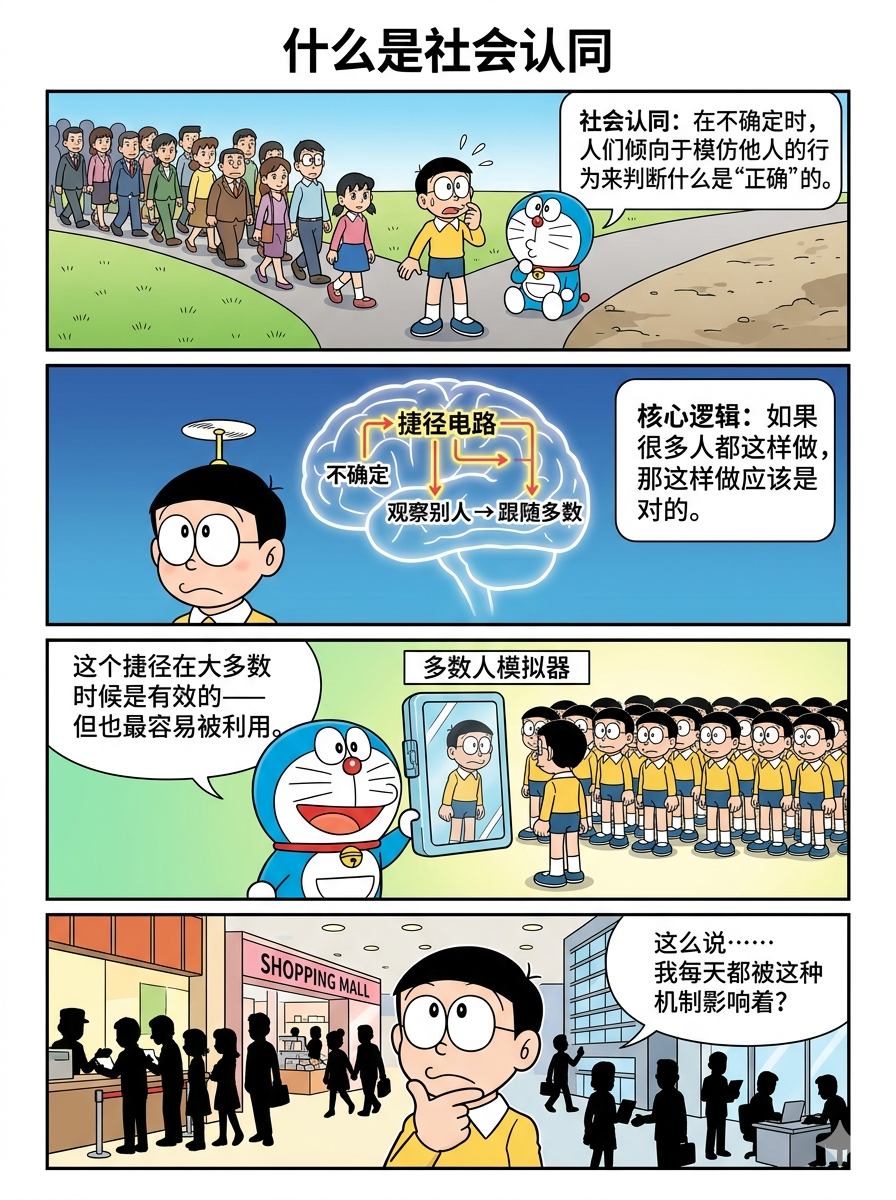 什么是社会认同
社会认同：在不确定时，
人们倾向于模仿他人的行
为来判断什么是“正确”的。
捷径电路
不确定
观察别人→跟随多数
核心逻辑：如果
很多人都这样做，
那这样做应该是
对的。
这个捷径在大多数
时候是有效的——
但也最容易被利用。
多数人模拟器
SHOPPING MALL
这么说……
我每天都被这种
机制影响着？